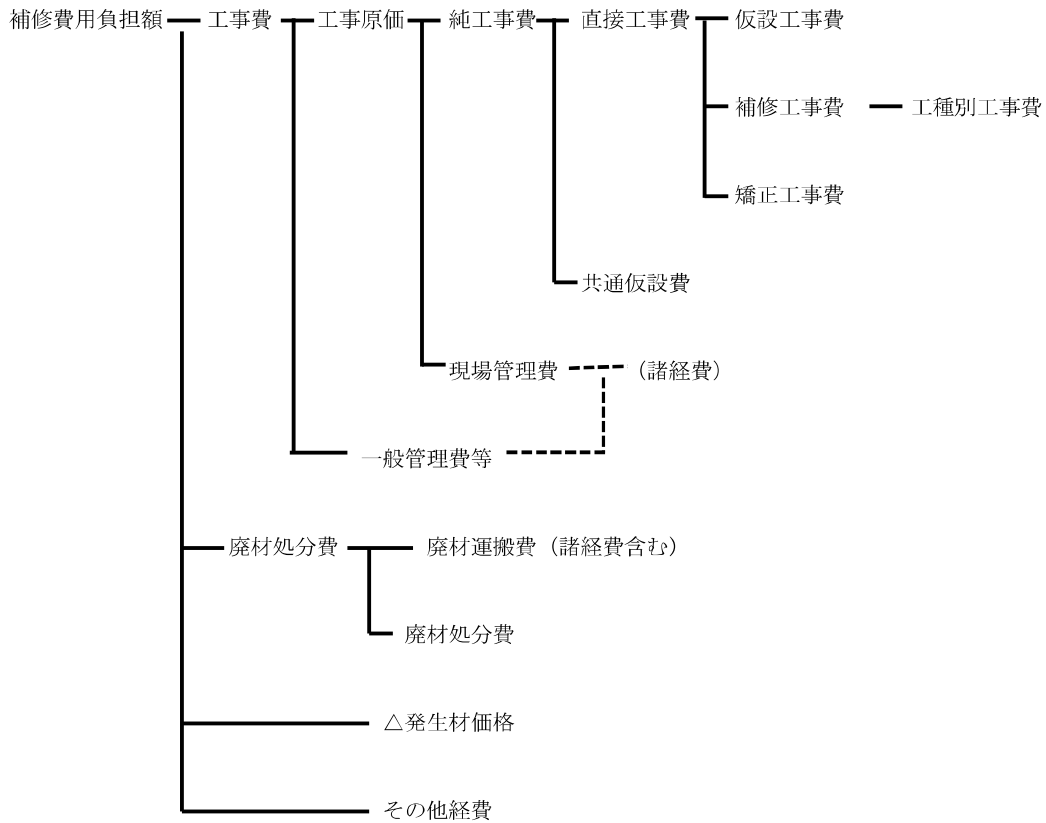 補修費用負担額 工事費 工事原価 純工事費 直接工事費 仮設工事費
補修工事費 工種別工事費
矯正工事費
共通仮設費
現場管理費 （諸経費）
一般管理費等
廃材処分費 廃材運搬費（諸経費含む）
廃材処分費
△発生材価格
その他経費